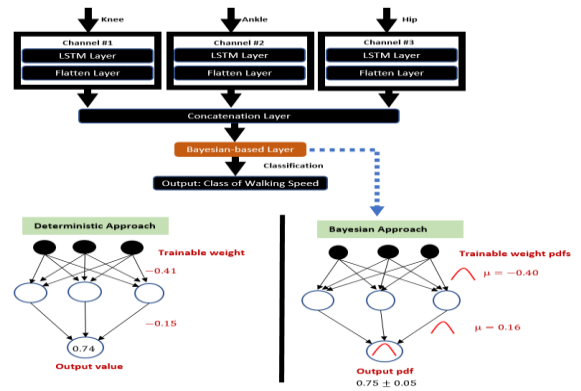 Knee
Ankle
Hip
Channel #1
Channel #2
Channel #3
LSTM Layer
LSTM Layer
LSTM Layer
Flatten Layer
Flatten Layer
Flatten Layer
Concatenation Layer
Bayesian-based Layer
Classification
Output: Class of Walking Speed
Deterministic Approach
Trainable weight
−0.41
−0.15
0.74
Output value
Bayesian Approach
Trainable weight pdfs
μ = −0.40
μ = 0.16
Output pdf
0.75 ± 0.05